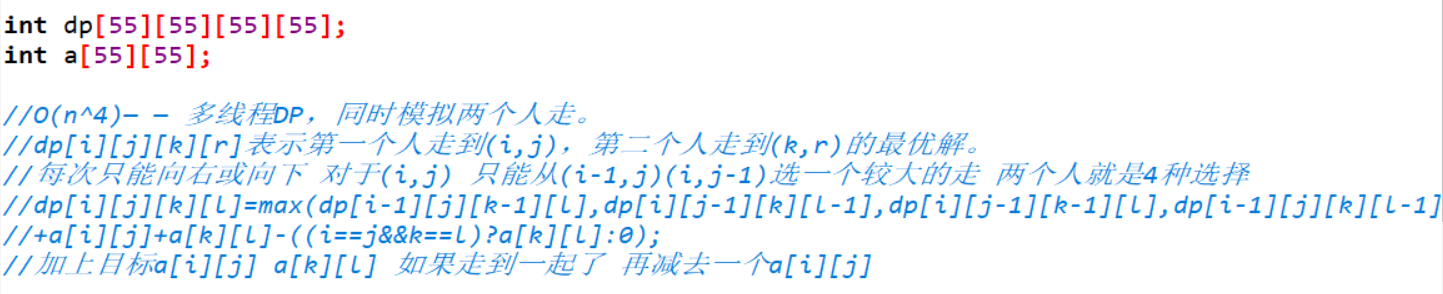 int dp[55][55][55][55];
int a[55][55];
//O(n^4)— — 多线程DP，同时模拟两个人走。
//dp[i][j][k][r]表示第一个人走到(i,j)，第二个人走到(k,r)的最优解。
//每次只能向右或向下 对于(i,j) 只能从(i-1,j)(i,j-1)选一个较大的走 两个人就是4种选择
//dp[i][j][k][l]=max(dp[i-1][j][k-1][l],dp[i][j-1][k][l-1],dp[i][j-1][k-1][l],dp[i-1][j][k][l-1]
//+a[i][j]+a[k][l]-((i==j&&k==l)?a[k][l]:0);
//加上目标a[i][j] a[k][l] 如果走到一起了 再减去一个a[i][j]